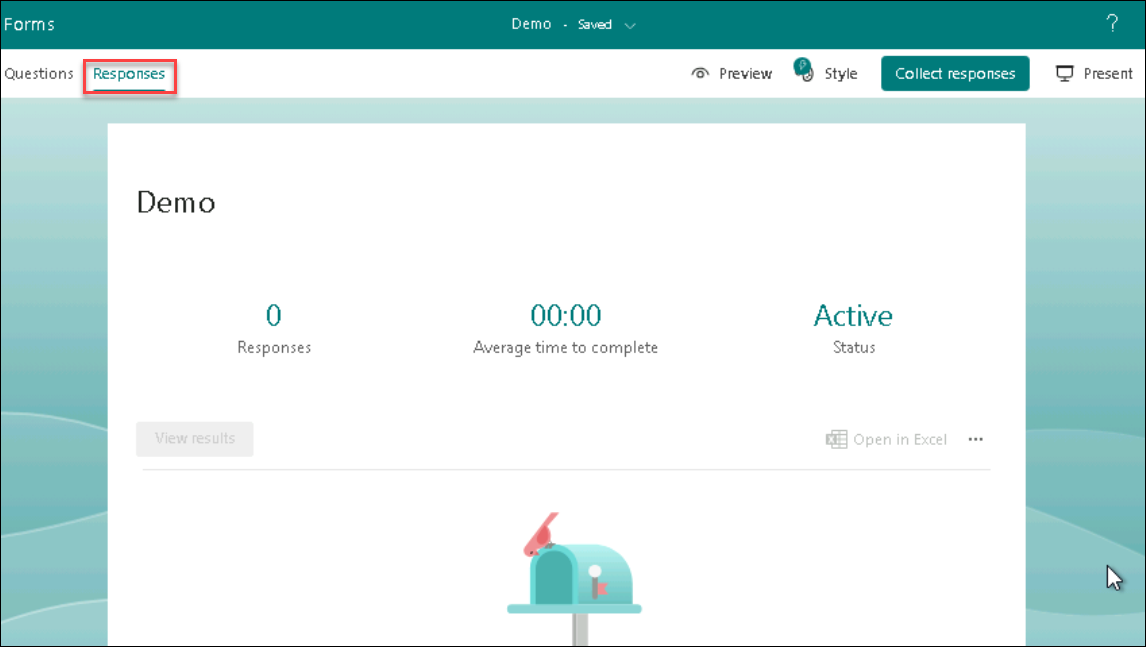 Forms
Demo - Saved
?
Questions Responses Preview Style Collect responses Present
Demo
0 00:00 Active
Responses Average time to complete Status
View results Open in Excel ...